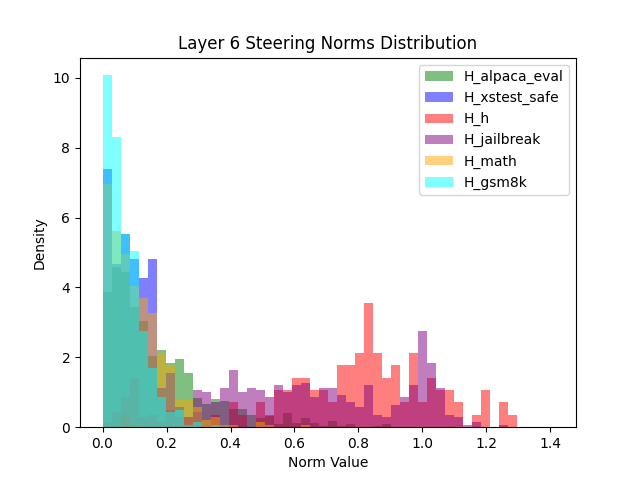 Layer 6 Steering Norms Distribution
H_alpaca_eval
H_xstest_safe
H_h
H_jailbreak
H_math
H_gsm8k
Density
10
8
6
4
2
0
0.0 0.2 0.4 0.6 0.8 1.0 1.2 1.4
Norm Value